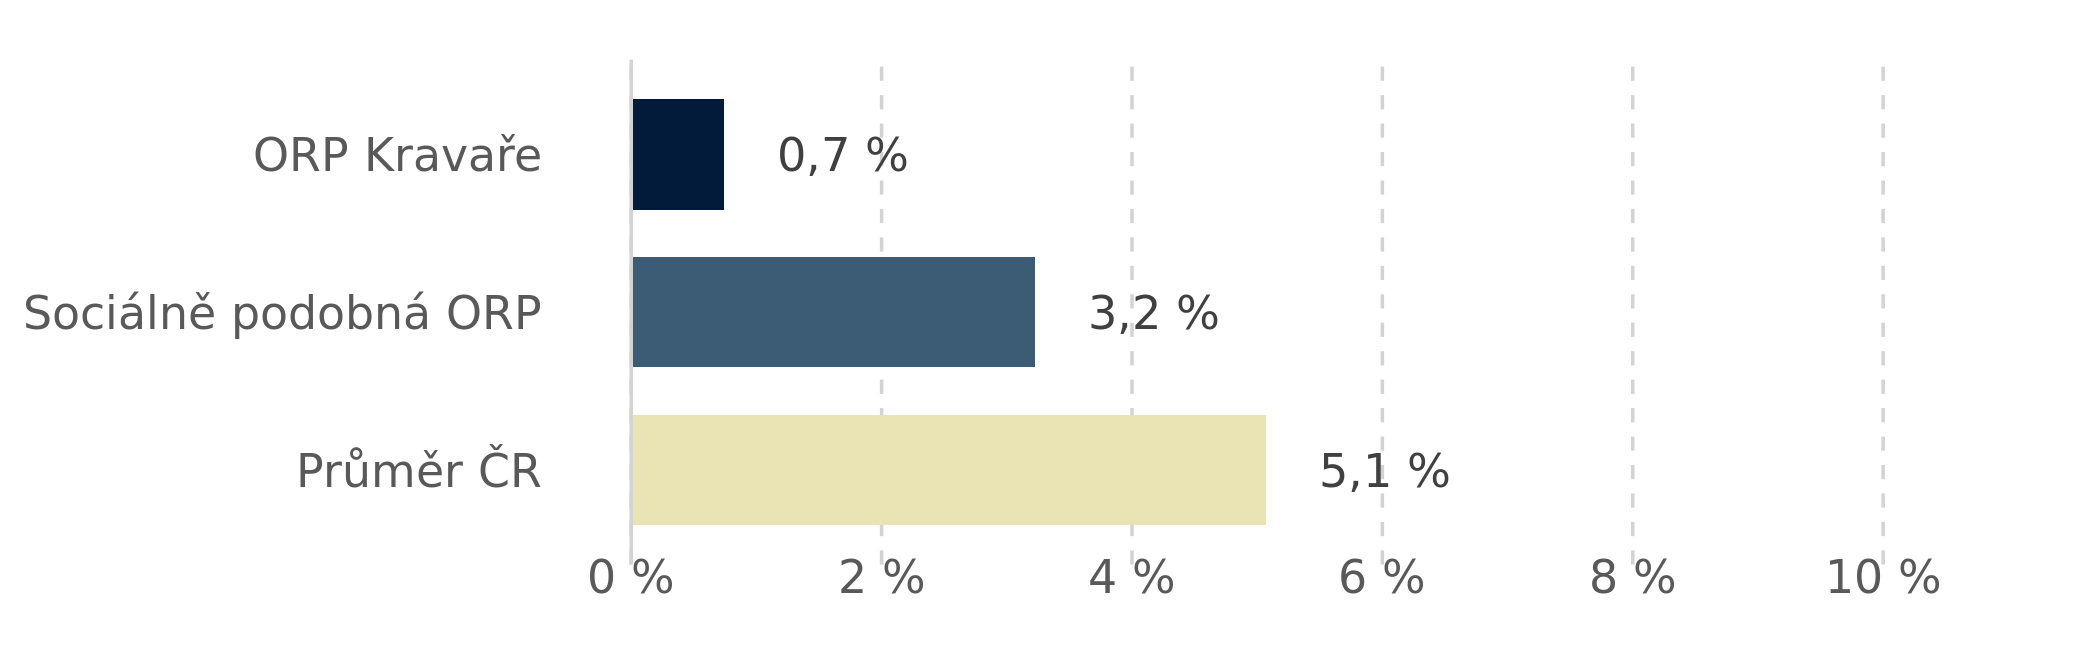 ORP Kravaře 0,7 %
Sociálně podobná ORP 3,2 %
Průměr ČR 5,1 %
0 % 2 % 4 % 6 % 8 % 10 %